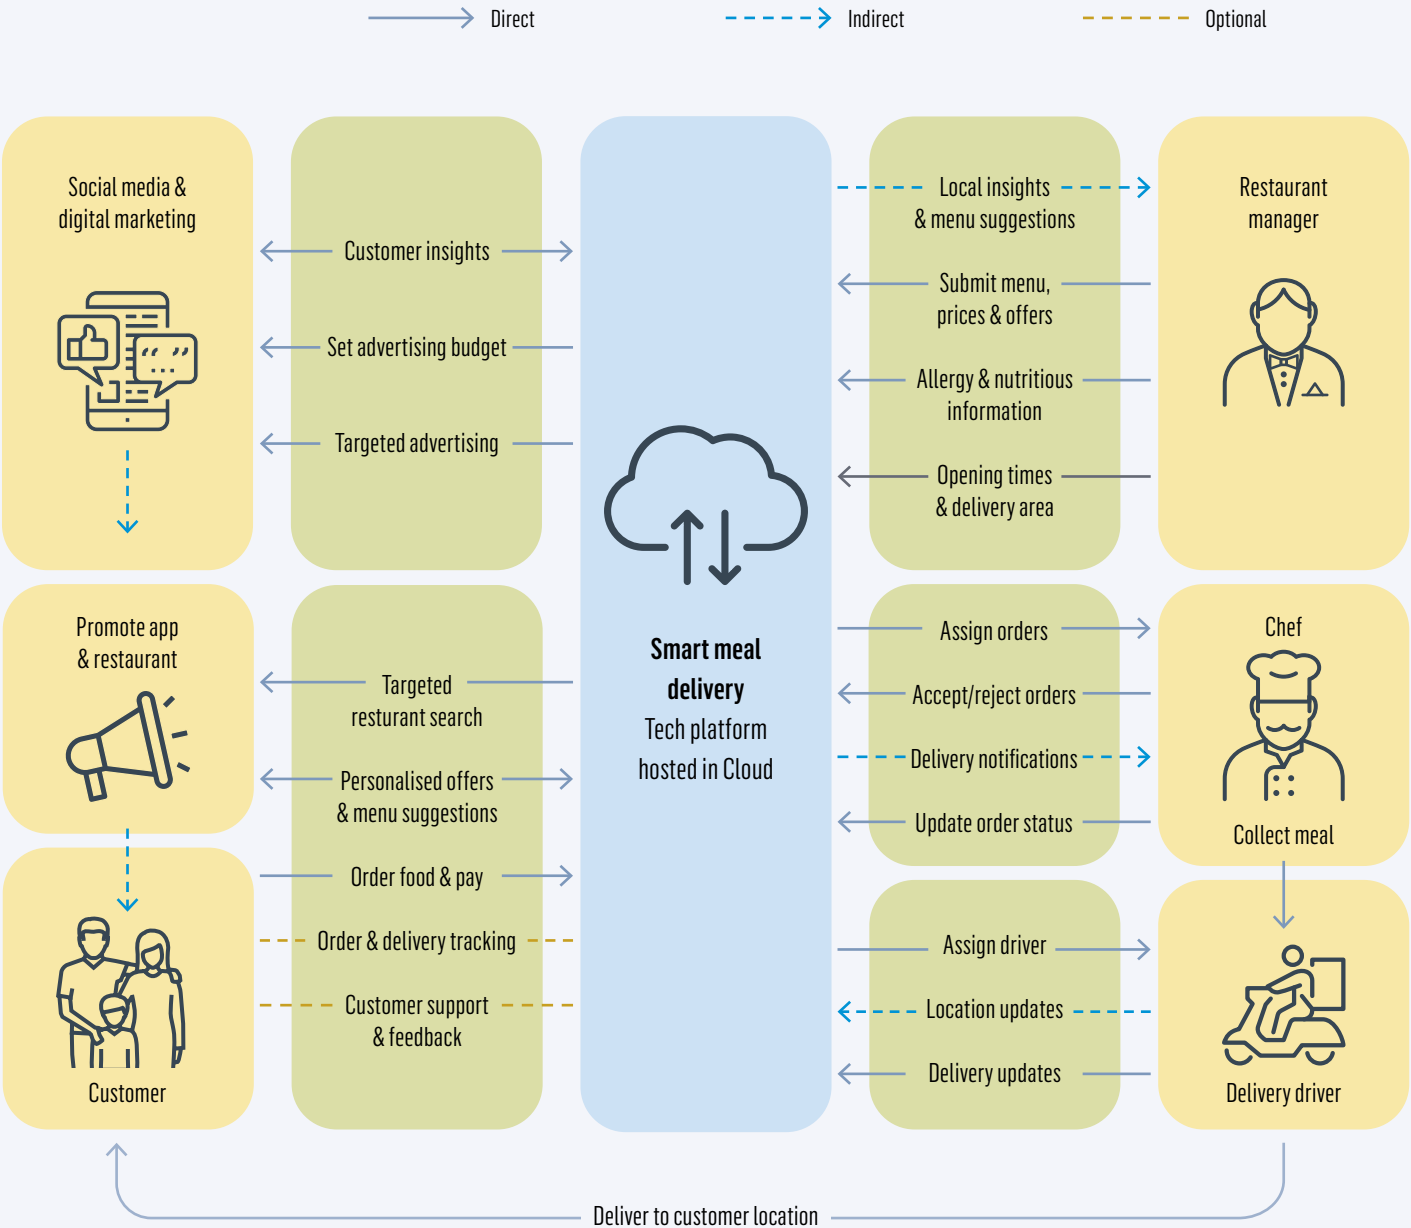 Direct
Indirect
Optional
Social media &
digital marketing
Customer insights
Set advertising budget
Targeted advertising
Promote app
& restaurant
Targeted
resturant search
Personalised offers
& menu suggestions
Order food & pay
Order & delivery tracking
Customer support
& feedback
Customer
Smart meal
delivery
Tech platform
hosted in Cloud
Local insights
& menu suggestions
Submit menu,
prices & offers
Allergy & nutritious
information
Opening times
& delivery area
Restaurant
manager
Assign orders
Accept/reject orders
Delivery notifications
Update order status
Chef
Collect meal
Assign driver
Location updates
Delivery updates
Delivery driver
Deliver to customer location
“ ”
...